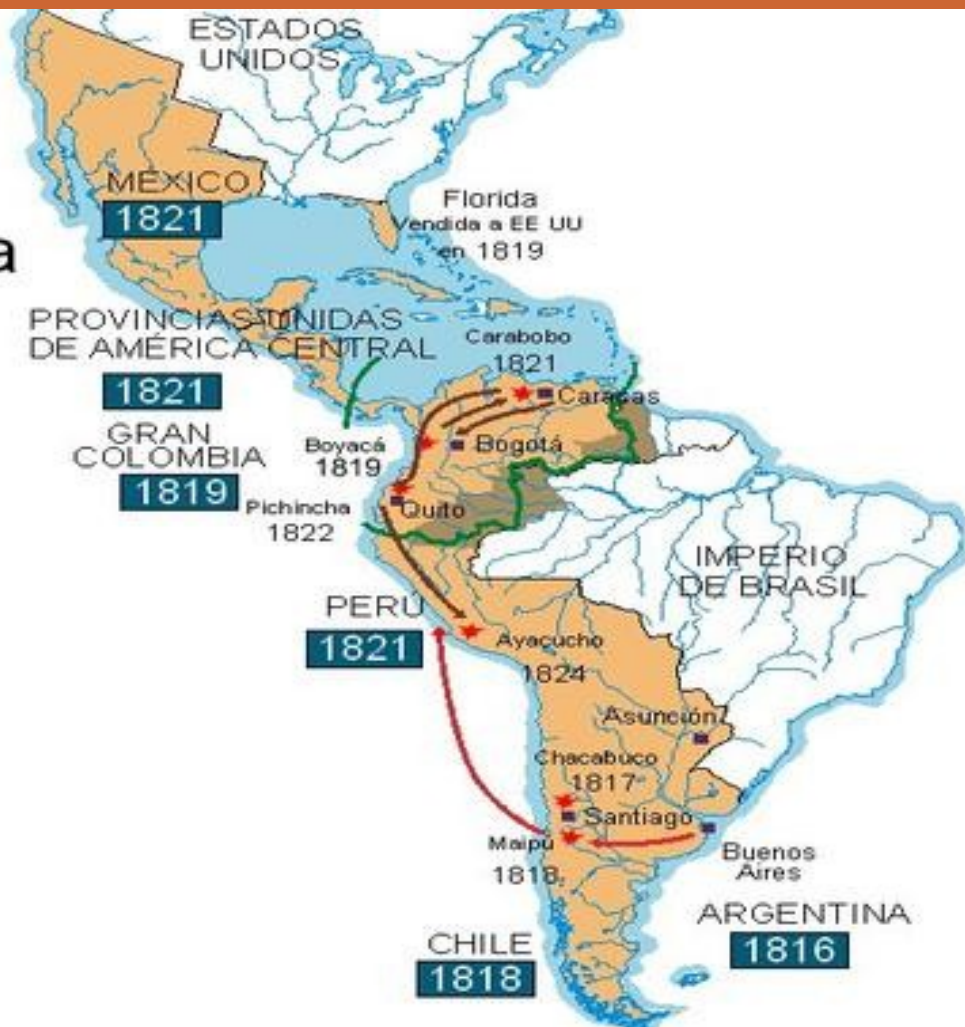 ESTADOS
UNIDOS
MÉXICO
1821
Florida
Vendida a EE UU
en 1819
a
PROVINCIAS UNIDAS
DE AMÉRICA CENTRAL
1821
Carabobo
1821
Caracas
GRAN
COLOMBIA
1819
Boyacá
1819
Bogotá
Pichincha
1822
Quito
IMPERIO
DE BRASIL
PERÚ
1821
Ayacucho
1824
Asunción
Chacabuco
1817
Santiago
Maipú
1818
Buenos
Aires
ARGENTINA
1816
CHILE
1818